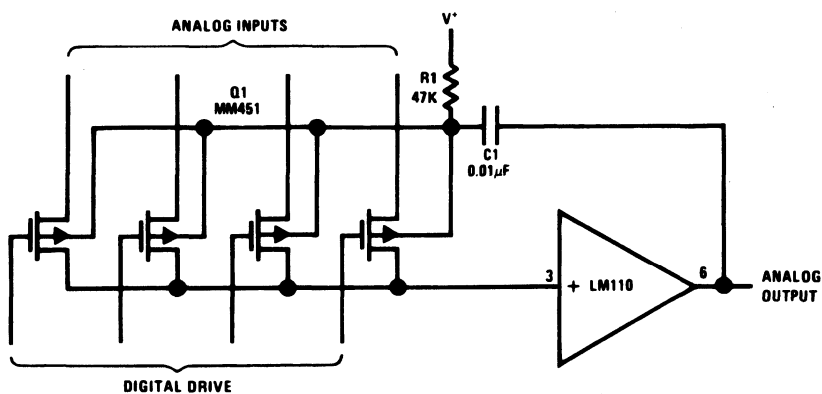 ANALOG INPUTS
V+
Q1
MM451
R1
47K
C1
0.01μF
3
+ LM110
6
ANALOG
OUTPUT
DIGITAL DRIVE